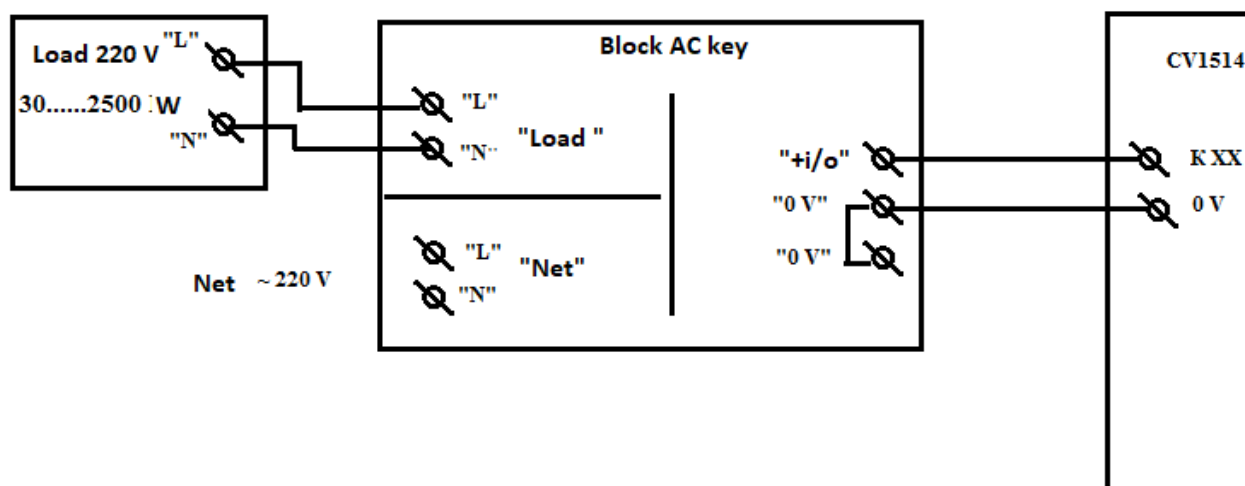 Load 220 V "L"
30......2500 W
"N"
Block AC key
"L"
"N"
"Load "
"L"
"N"
"Net"
Net ~ 220 V
"+i/o"
"0 V"
"0 V"
CV1514
K XX
0 V